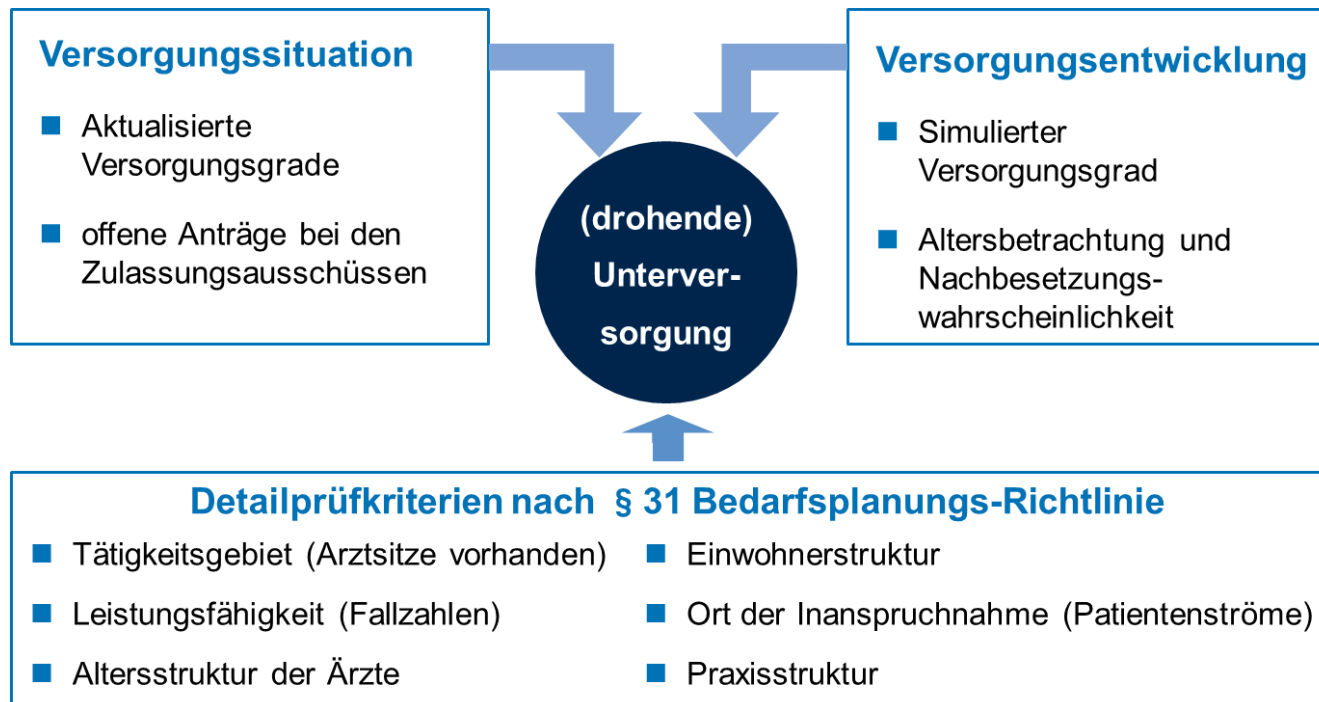 Versorgungssituation
Aktualisierte
Versorgungsgrade
offene Anträge bei den
Zulassungsausschüssen
(drohende)
Unterver-
sorgung
Versorgungsentwicklung
Simulierter
Versorgungsgrad
Altersbetrachtung und
Nachbesetzungs-
wahrscheinlichkeit
Detailprüfkriterien nach § 31 Bedarfsplanungs-Richtlinie
Tätigkeitsgebiet (Arztsitze vorhanden)
Leistungsfähigkeit (Fallzahlen)
Altersstruktur der Ärzte
Einwohnerstruktur
Ort der Inanspruchnahme (Patientenströme)
Praxisstruktur